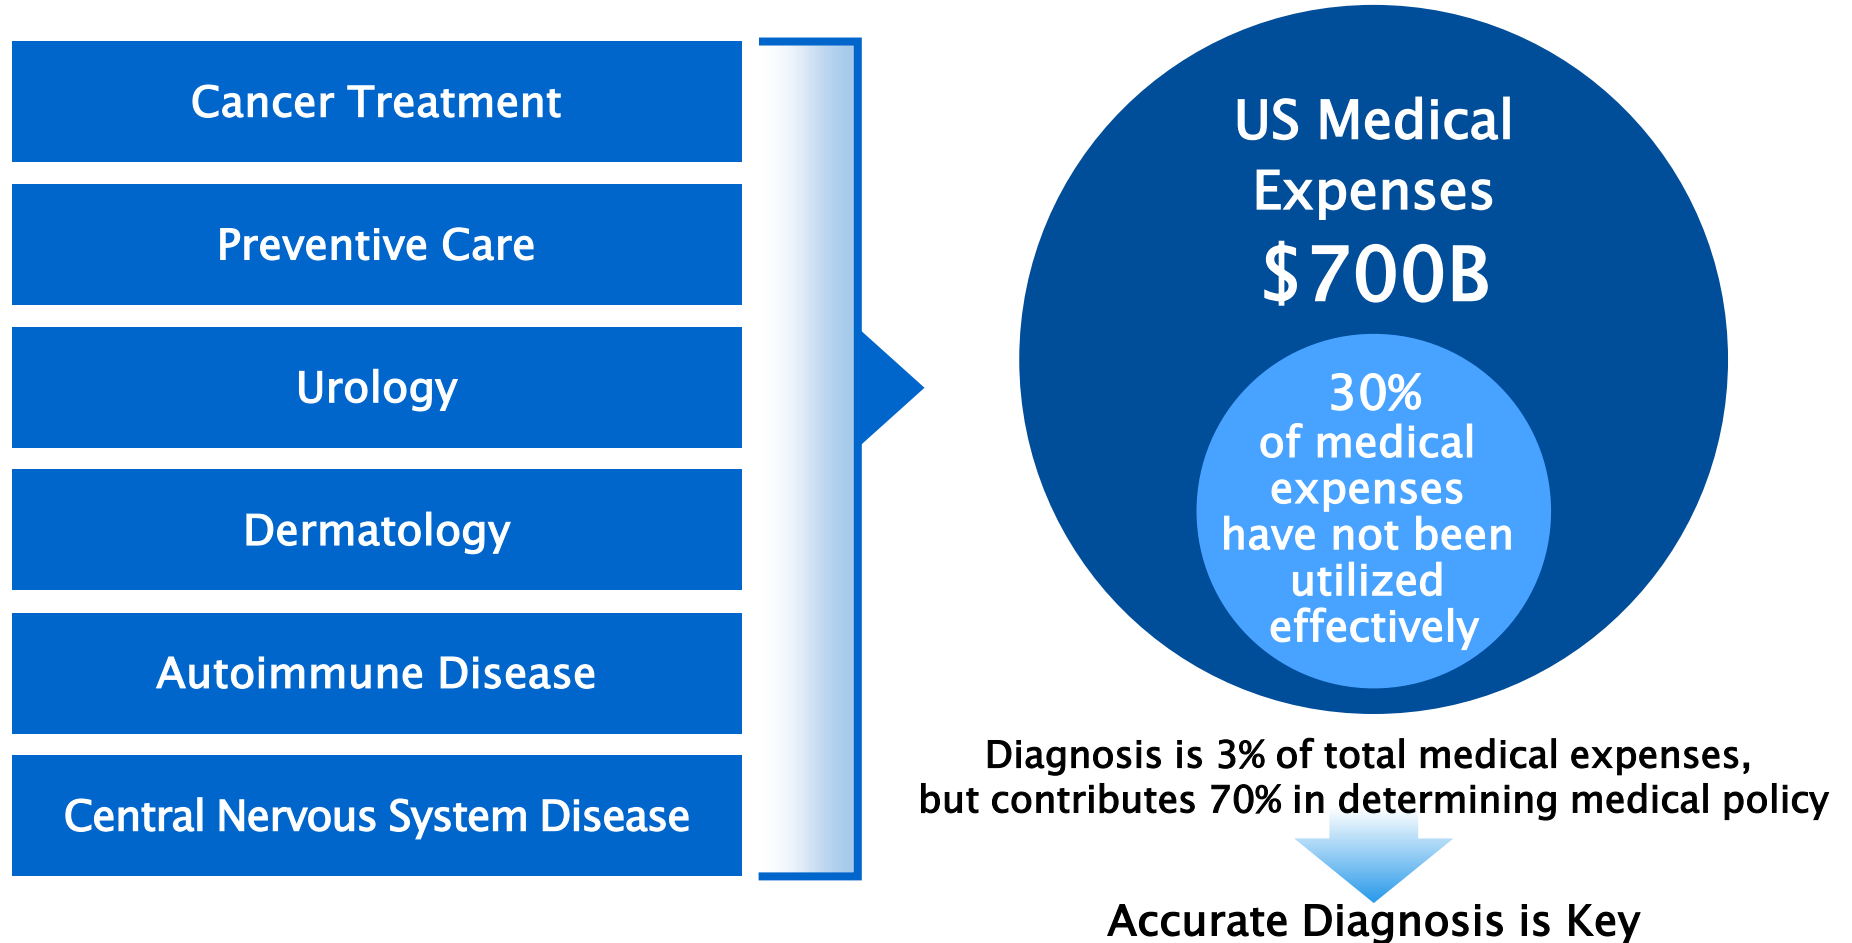 Cancer Treatment
Preventive Care
Urology
Dermatology
Autoimmune Disease
Central Nervous System Disease
US Medical
Expenses
$700B
30%
of medical
expenses
have not been
utilized
effectively
Diagnosis is 3% of total medical expenses,
but contributes 70% in determining medical policy
Accurate Diagnosis is Key